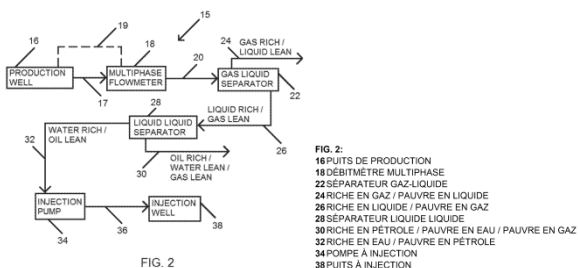 19
15
16
18
20
24
GAS RICH /
LIQUID LEAN
PRODUCTION
WELL
MULTIPHASE
FLOWMETER
GAS LIQUID
SEPARATOR
17
22
28
LIQUID RICH /
GAS LEAN
WATER RICH /
OIL LEAN
LIQUID LIQUID
SEPARATOR
32
26
30
OIL RICH /
WATER LEAN /
GAS LEAN
INJECTION
PUMP
INJECTION
WELL
34
36
38
FIG. 2
FIG. 2:
16 PUITS DE PRODUCTION
18 DÉBITMÈTRE MULTIPHASE
22 SÉPARATEUR GAZ-LIQUIDE
24 RICHE EN GAZ / PAUVRE EN LIQUIDE
26 RICHE EN LIQUIDE / PAUVRE EN GAZ
28 SÉPARATEUR LIQUIDE LIQUIDE
30 RICHE EN PÉTROLE / PAUVRE EN EAU / PAUVRE EN GAZ
32 RICHE EN EAU / PAUVRE EN PÉTROLE
34 POMPE À INJECTION
38 PUITS À INJECTION